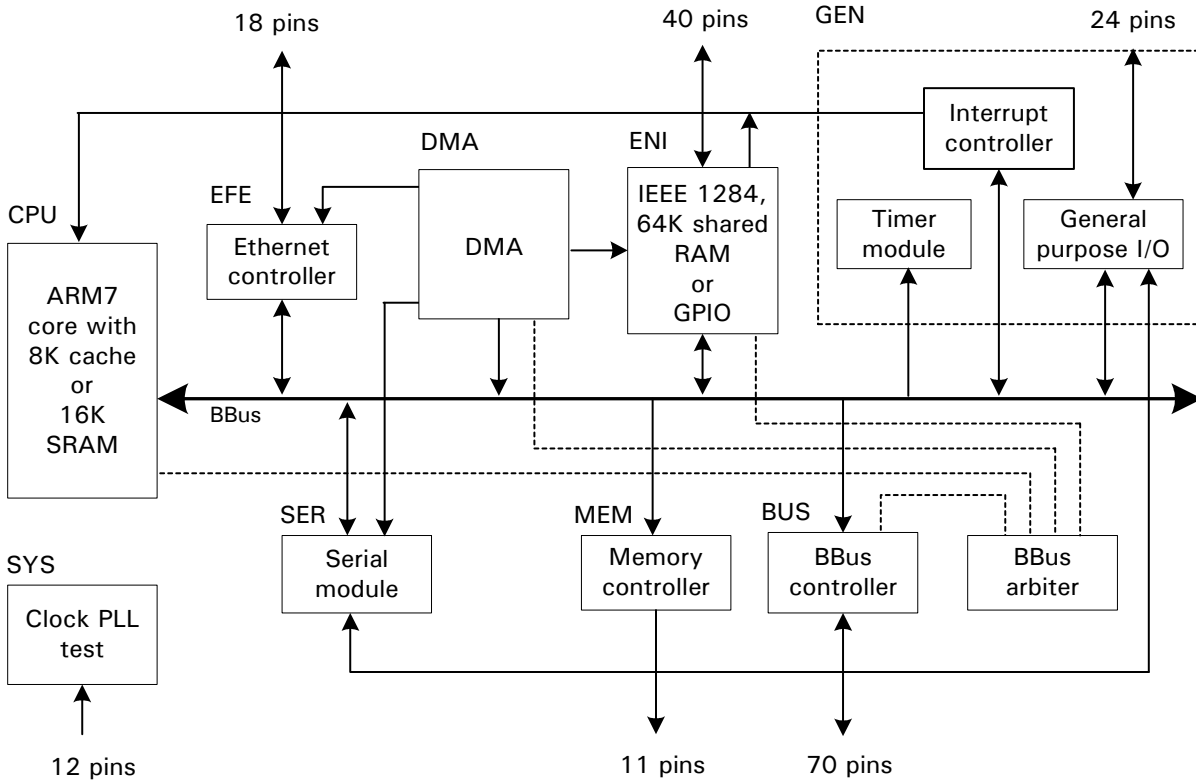 18 pins
40 pins
GEN
24 pins
Interrupt
controller
DMA
ENI
EFE
CPU
Ethernet
controller
DMA
IEEE 1284,
64K shared
RAM
or
GPIO
Timer
module
General
purpose I/O
ARM7
core with
8K cache
or
16K
SRAM
BBus
SER
MEM
BUS
Serial
module
Memory
controller
BBus
controller
BBus
arbiter
SYS
Clock PLL
test
12 pins
11 pins
70 pins